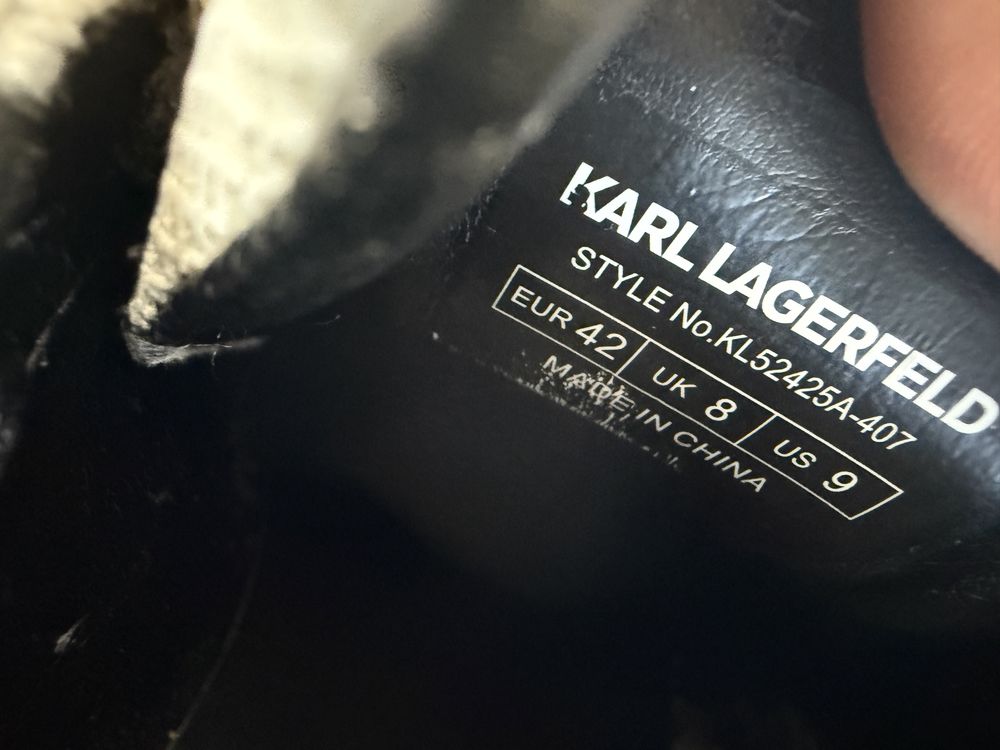 KARL LAGERFELD
STYLE No.KL52425A-407
EUR 42 UK 8 US 9
MADE IN CHINA